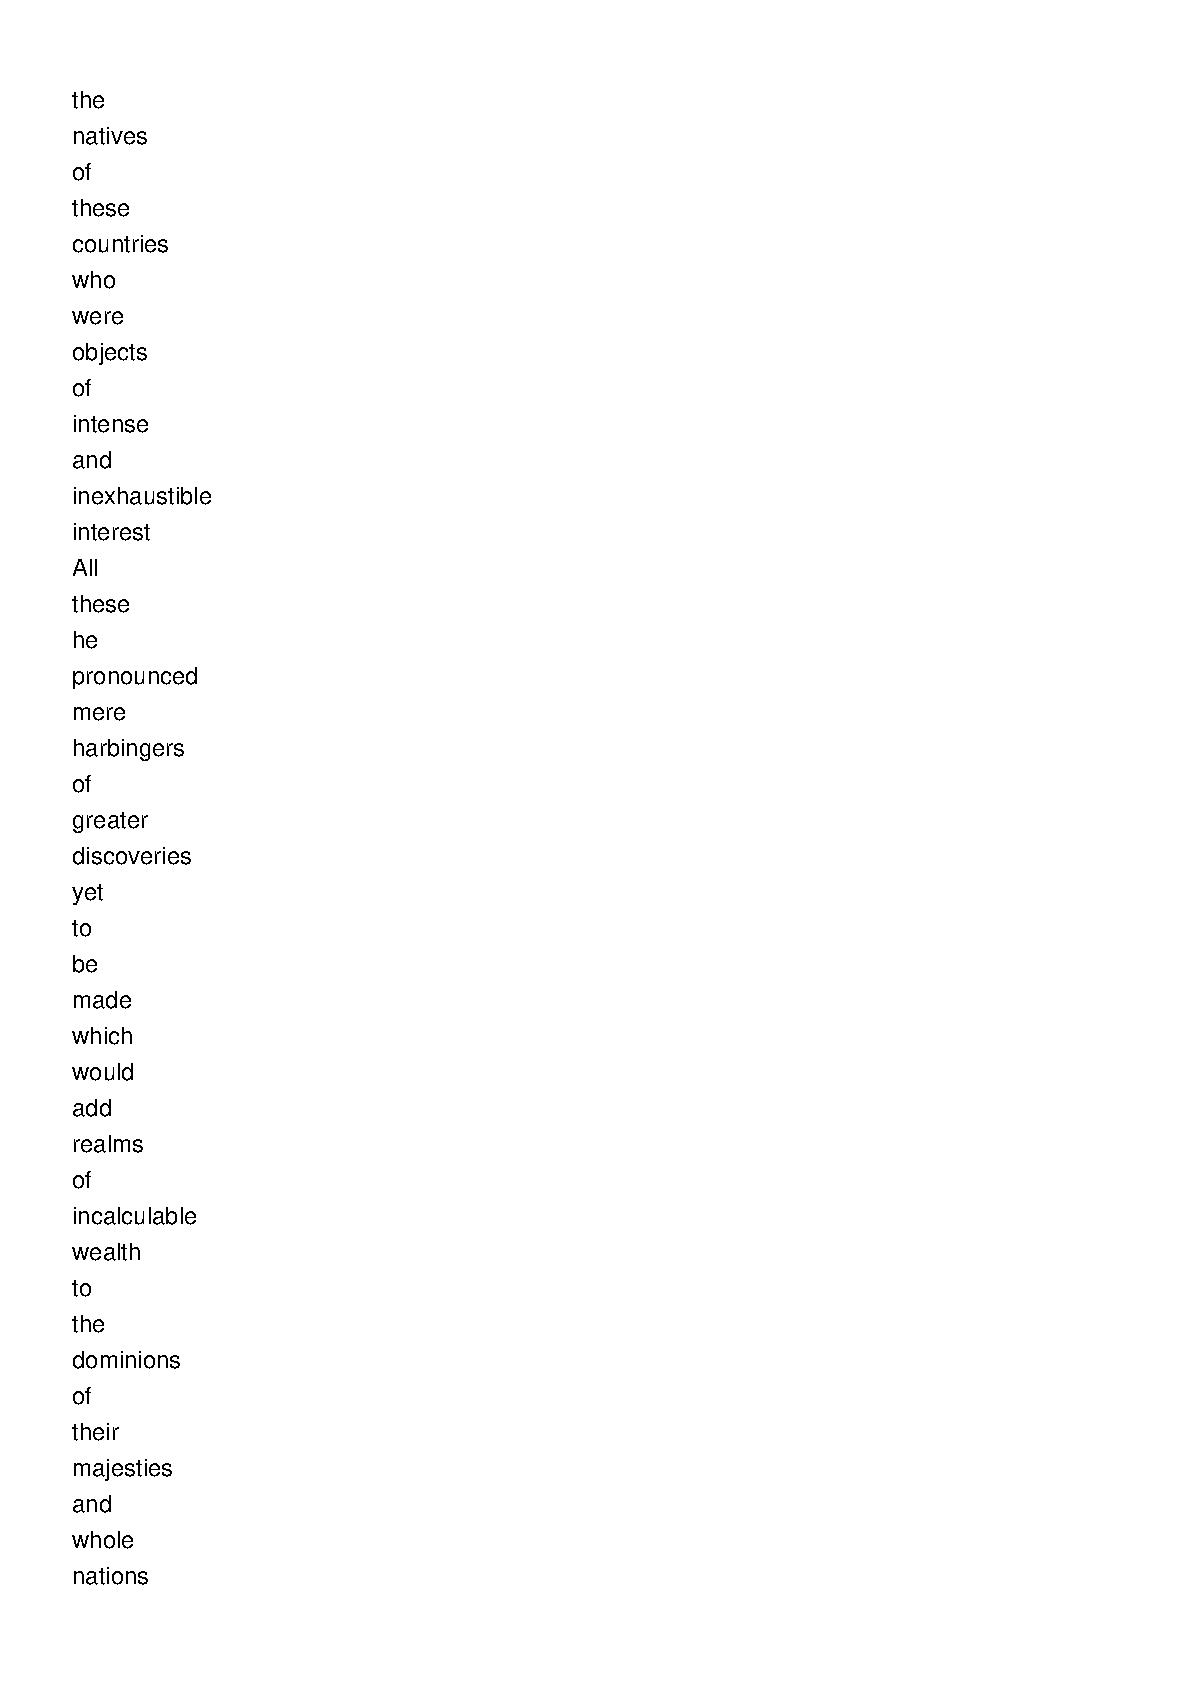 the
natives
of
these
countries
who
were
objects
of
intense
and
inexhaustible
interest
All
these
he
pronounced
mere
harbingers
of
greater
discoveries
yet
to
be
made
which
would
add
realms
of
incalculable
wealth
to
the
dominions
of
their
majesties
and
whole
nations